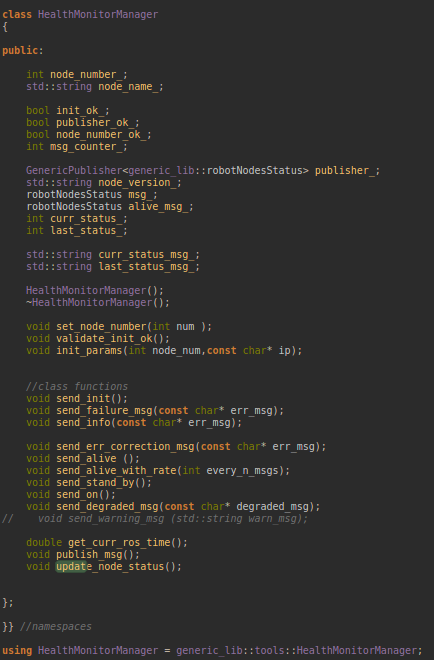 class HealthMonitorManager
{
public:
int node_number_;
std::string node_name_;
bool init_ok_;
bool publisher_ok_;
bool node_number_ok_;
int msg_counter_;
GenericPublisher<generic_lib::robotNodesStatus> publisher_;
std::string node_version_;
robotNodesStatus msg_;
robotNodesStatus alive_msg_;
int curr_status_;
int last_status_;
std::string curr_status_msg_;
std::string last_status_msg_;
HealthMonitorManager();
~HealthMonitorManager();
void set_node_number(int num );
void validate_init_ok();
void init_params(int node_num,const char* ip);
//class functions
void send_init();
void send_failure_msg(const char* err_msg);
void send_info(const char* err_msg);
void send_err_correction_msg(const char* err_msg);
void send_alive ();
void send_alive_with_rate(int every_n_msgs);
void send_stand_by();
void send_on();
void send_degraded_msg(const char* degraded_msg);
//    void send_warning_msg (std::string warn_msg);
double get_curr_ros_time();
void publish_msg();
void update_node_status();
};
}} //namespaces
using HealthMonitorManager = generic_lib::tools::HealthMonitorManager;